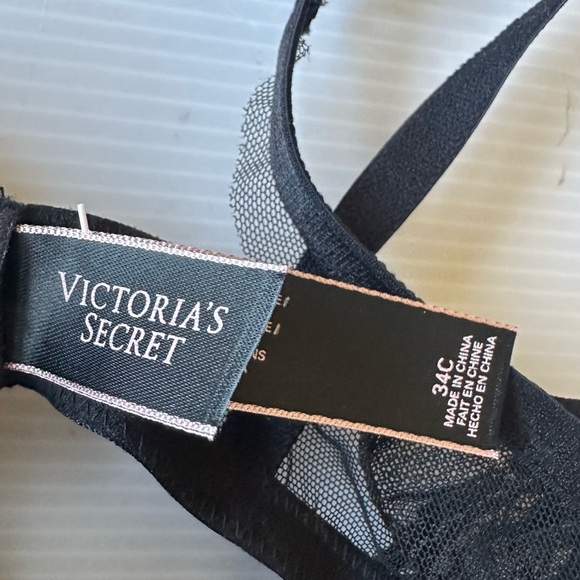 VICTORIA'S
SECRET
34C
MADE IN CHINA
FAIT EN CHINE
HECHO EN CHINA